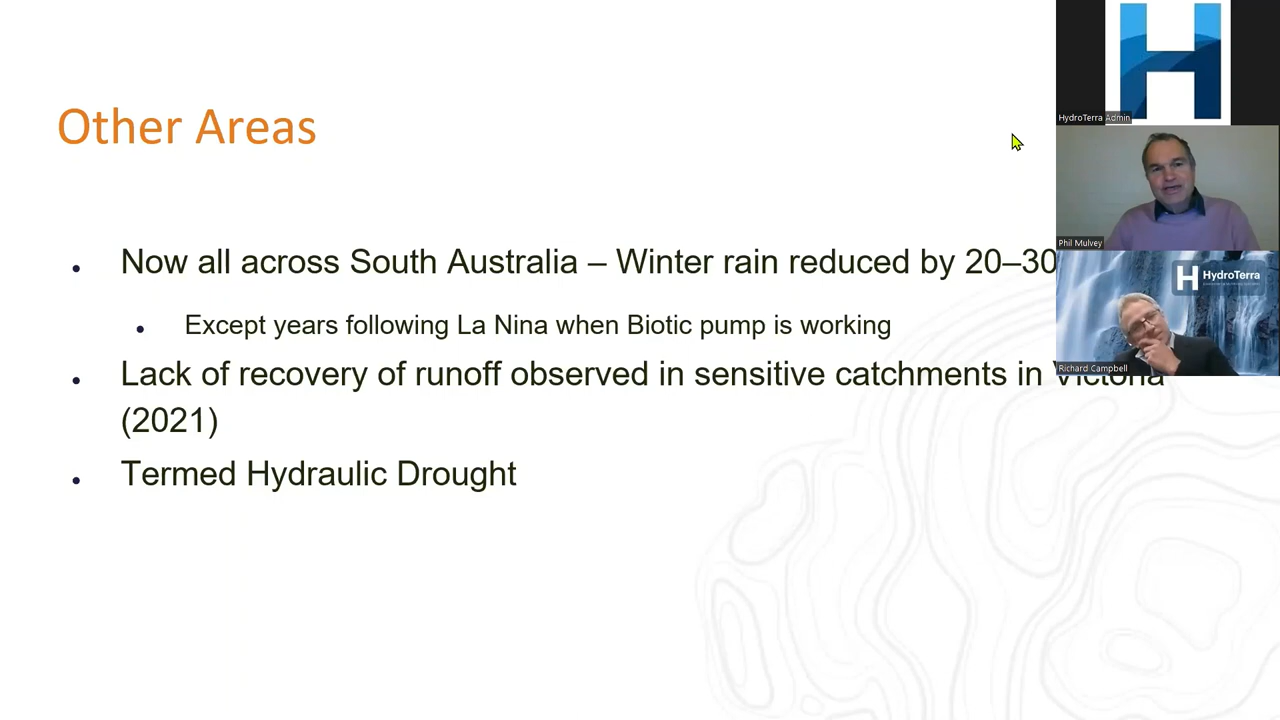 Other Areas
Now all across South Australia – Winter rain reduced by 20–30
Except years following La Nina when Biotic pump is working
Lack of recovery of runoff observed in sensitive catchments in Victoria
(2021)
Termed Hydraulic Drought
H
HydroTerra Admin
Phil Mulvey
H HydroTerra
Richard Campbell